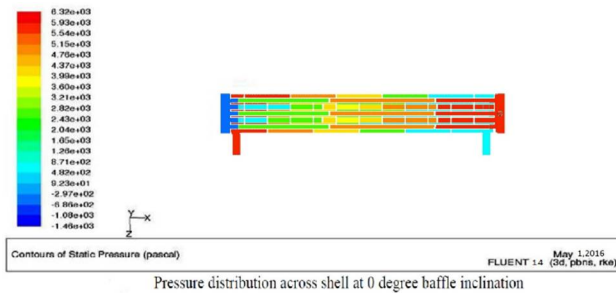 6.32e+03
5.93e+03
5.54e+03
5.15e+03
4.76e+03
4.37e+03
3.99e+03
3.60e+03
3.21e+03
2.82e+03
2.43e+03
2.04e+03
1.65e+03
1.26e+03
8.71e+02
4.82e+02
9.23e+01
-2.97e+02
-6.86e+02
-1.08e+03
-1.46e+03
Y
X
Z
Contours of Static Pressure (pascal)
May 1,2016
FLUENT 14 (3d, pbns, rke)
Pressure distribution across shell at 0 degree baffle inclination